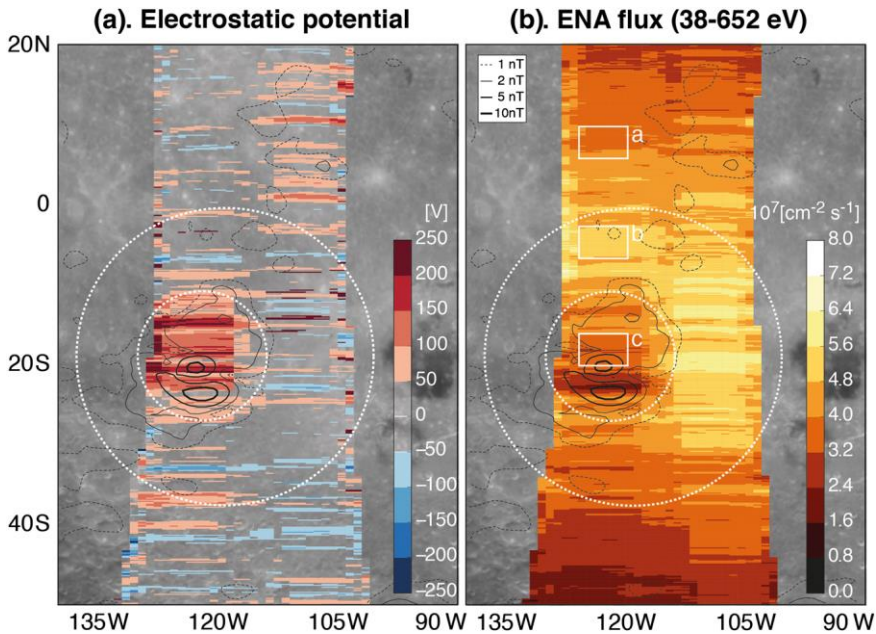 (a). Electrostatic potential
(b). ENA flux (38-652 eV)
20N
0
20S
40S
[V]
250
200
150
100
50
0
−50
−100
−150
−200
−250
135W
120W
105W
90 W
1 nT
2 nT
5 nT
10nT
a
b
c
10⁷[cm⁻² s⁻¹]
8.0
7.2
6.4
5.6
4.8
4.0
3.2
2.4
1.6
0.8
0.0
135W
120W
105W
90 W